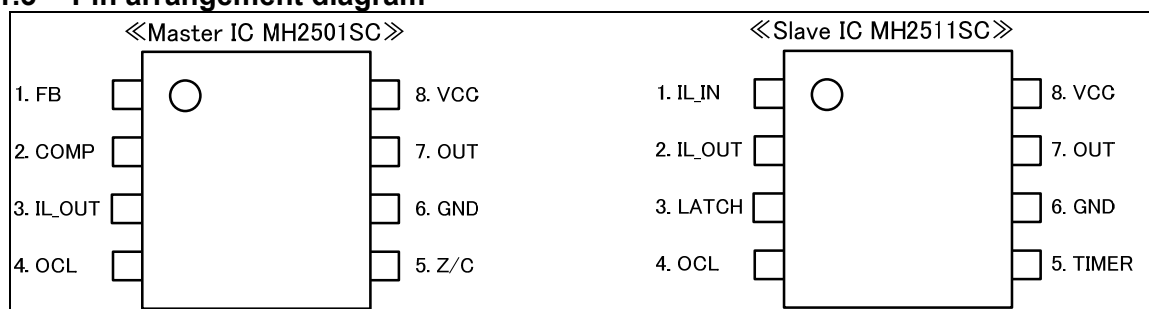 Pin arrangement diagram
≪Master IC MH2501SC≫
1. FB
2. COMP
3. IL_OUT
4. OCL
8. VCC
7. OUT
6. GND
5. Z/C
≪Slave IC MH2511SC≫
1. IL_IN
2. IL_OUT
3. LATCH
4. OCL
8. VCC
7. OUT
6. GND
5. TIMER